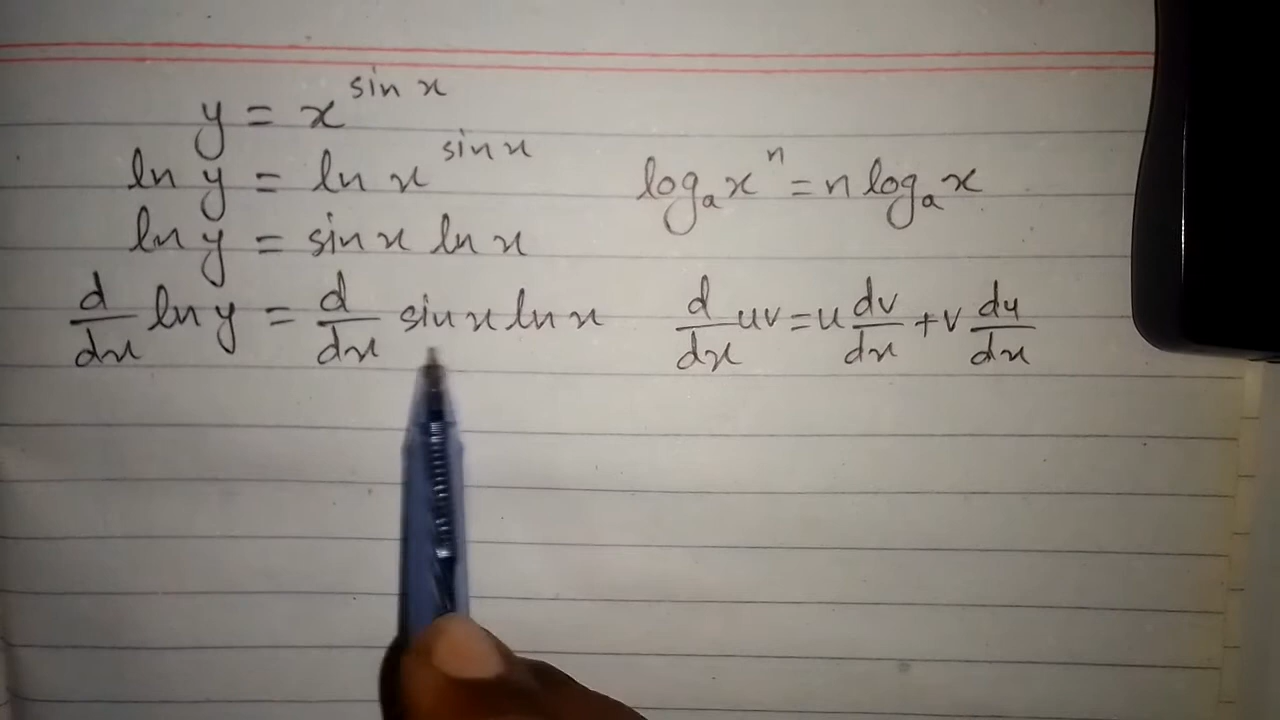 y = x^sin x
ln y = ln x^sin x
log_a x^n = n log_a x
ln y = sin x ln x
d/dx ln y = d/dx sin x ln x
d/dx uv = u dv/dx + v du/dx